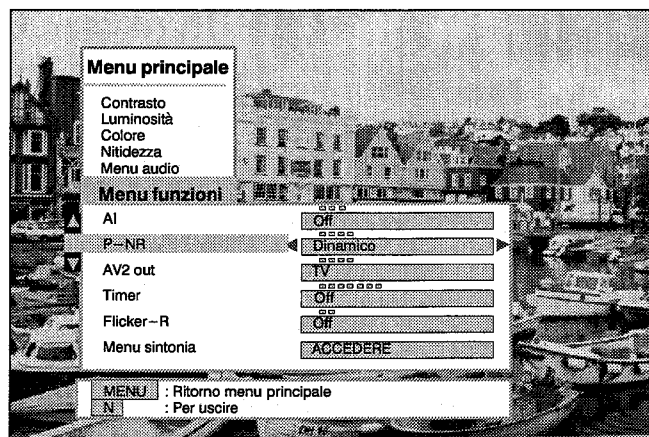 Menu principale
Contrasto
Luminosità
Colore
Nitidezza
Menu audio
Menu funzioni
AI Off
P-NR Dinamico
AV2 out TV
Timer Off
Flicker-R Off
Menu sintonia ACCEDERE
MENU : Ritorno menu principale
N : Per uscire